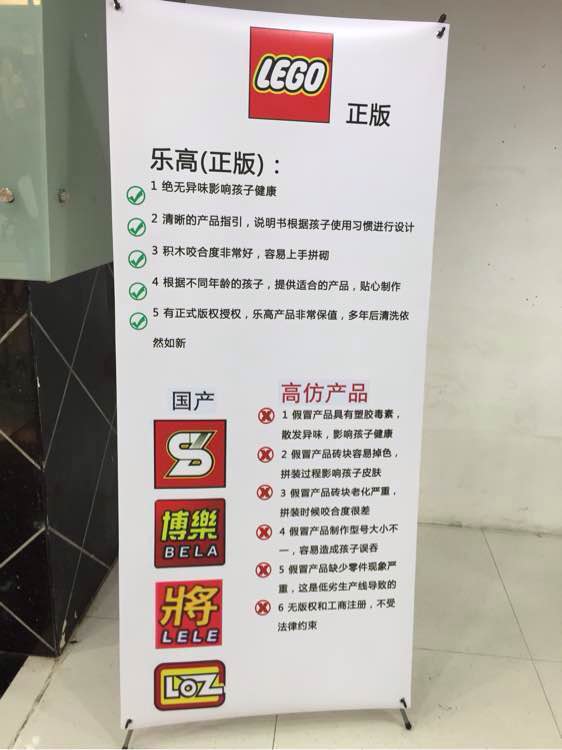 LEGO
正版
乐高(正版)：
1 绝无异味影响孩子健康
2 清晰的产品指引，说明书根据孩子使用习惯进行设计
3 积木咬合度非常好，容易上手拼砌
4 根据不同年龄的孩子，提供适合的产品，贴心制作
5 有正式版权授权，乐高产品非常保值，多年后清洗依
然如新
国产
S
博樂
BELA
將
LELE
LOZ
高仿产品
1 假冒产品具有塑胶毒素，
散发异味，影响孩子健康
2 假冒产品砖块容易掉色，
拼装过程影响孩子皮肤
3 假冒产品砖块老化严重，
拼装时候咬合度很差
4 假冒产品制作型号大小不
一，容易造成孩子误吞
5 假冒产品缺少零件现象严
重，这是低劣生产线导致的
6 无版权和工商注册，不受
法律约束